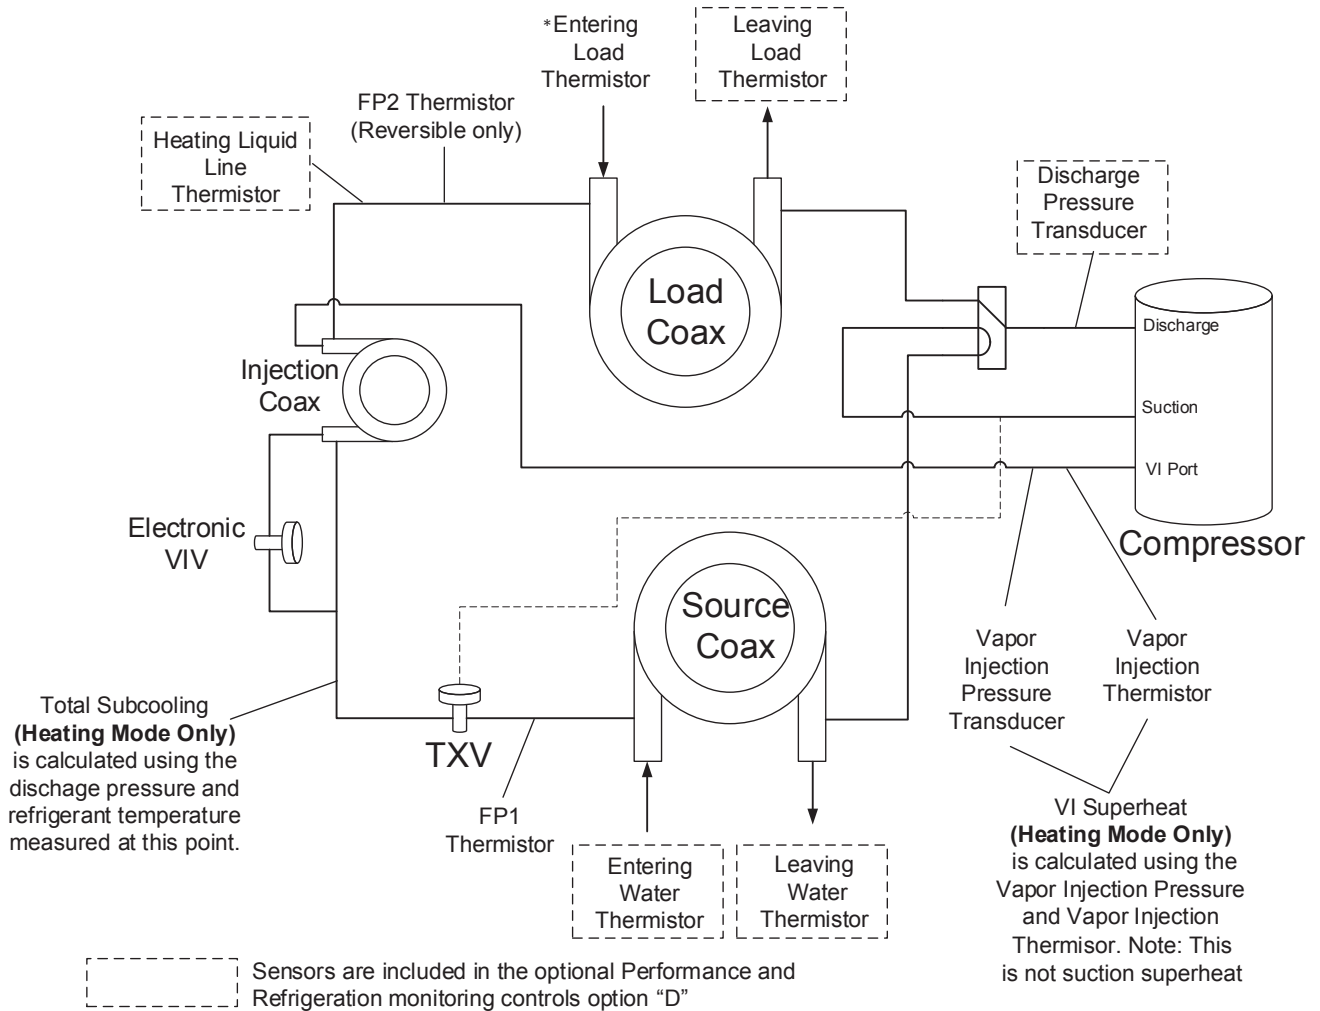 *Entering
Load
Thermistor
Leaving
Load
Thermistor
FP2 Thermistor
(Reversible only)
Heating Liquid
Line
Thermistor
Discharge
Pressure
Transducer
Load
Coax
Discharge
Injection
Coax
Suction
VI Port
Electronic
VIV
Compressor
Source
Coax
Vapor
Injection
Pressure
Transducer
Vapor
Injection
Thermistor
Total Subcooling
(Heating Mode Only)
is calculated using the
dischage pressure and
refrigerant temperature
measured at this point.
TXV
FP1
Thermistor
Entering
Water
Thermistor
Leaving
Water
Thermistor
VI Superheat
(Heating Mode Only)
is calculated using the
Vapor Injection Pressure
and Vapor Injection
Thermisor. Note: This
is not suction superheat
Sensors are included in the optional Performance and
Refrigeration monitoring controls option “D”